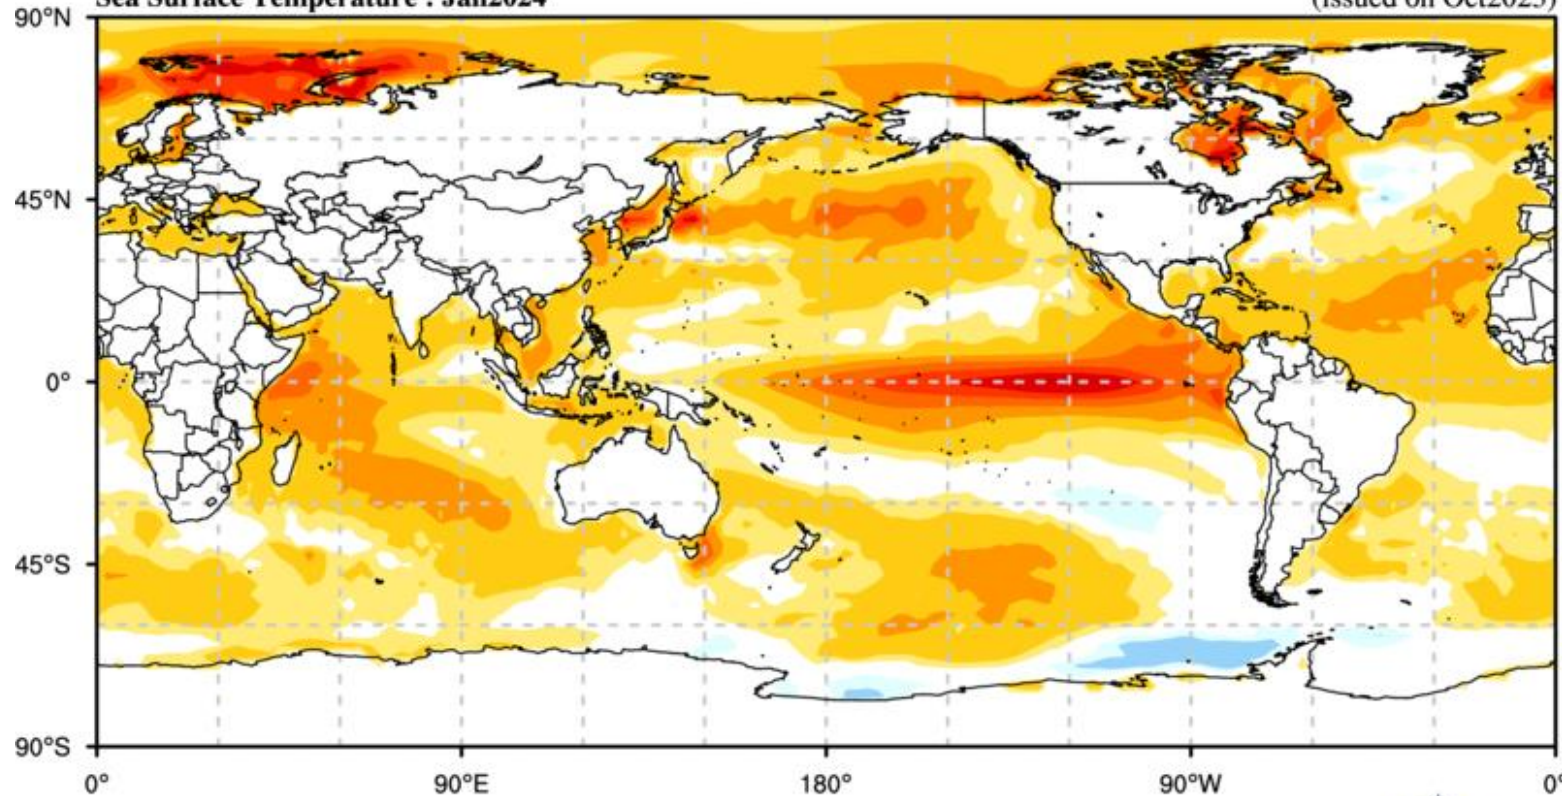 Sea Surface Temperature : Jan2024
(issued on Oct2023)
90°N
45°N
0°
45°S
90°S
0°
90°E
180°
90°W
0°